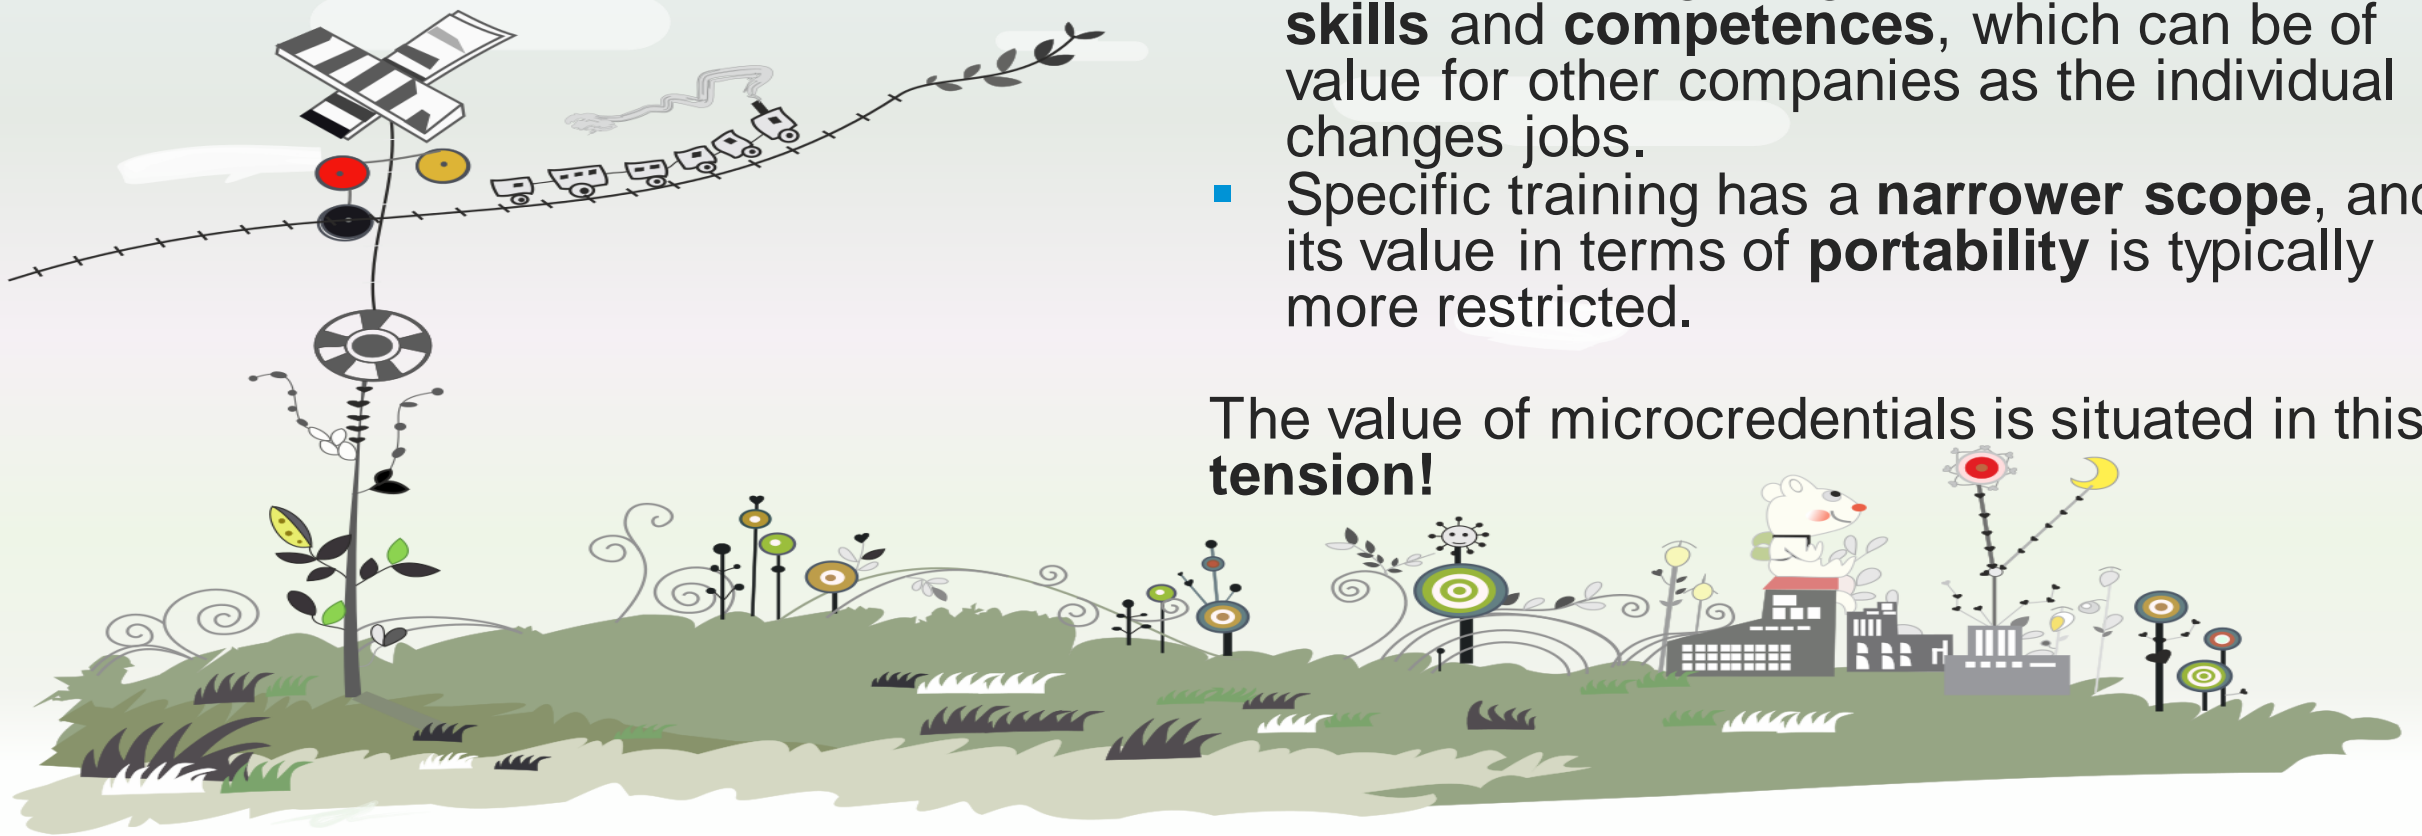 skills and competences, which can be of
value for other companies as the individual
changes jobs.
▪ Specific training has a narrower scope, and
its value in terms of portability is typically
more restricted.
The value of microcredentials is situated in this
tension!